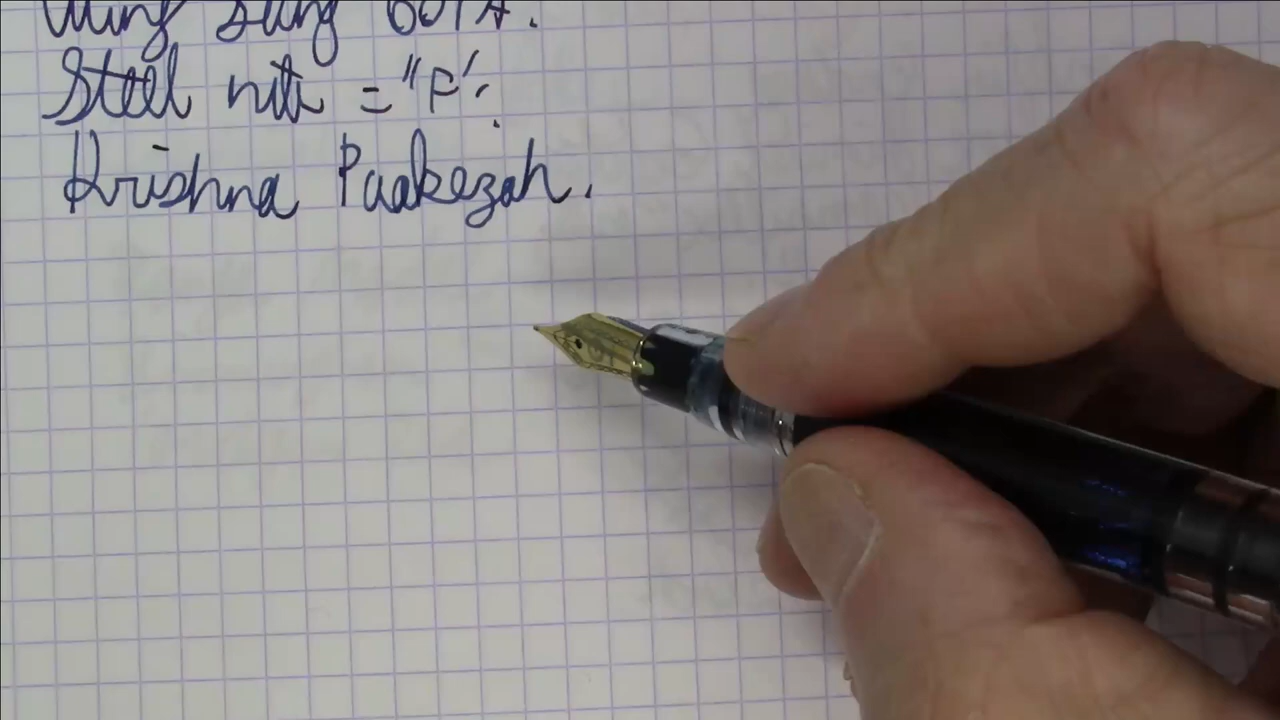 Wing Sung 601A.
Steel nib = "F".
Krishna Paakezah.